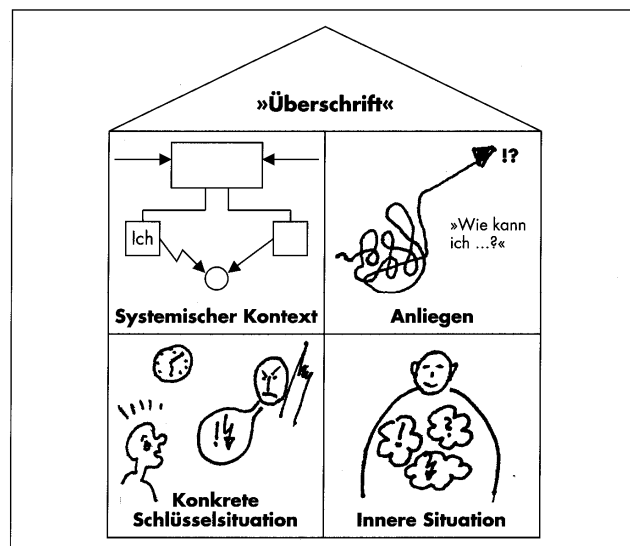 »Überschrift«
Ich
Systemischer Kontext
!?
»Wie kann
ich ...?«
Anliegen
!
Konkrete
Schlüsselsituation
! ?
Innere Situation